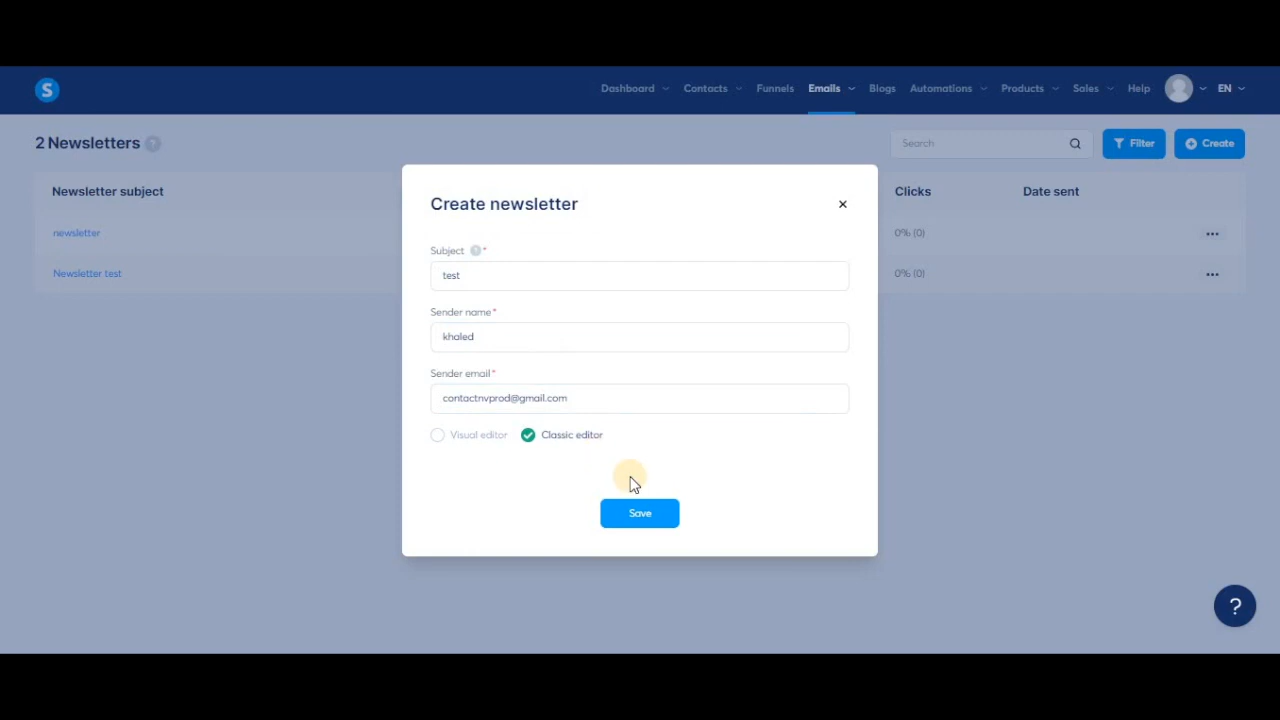 S Dashboard Contacts Funnels Emails Blogs Automations Products Sales Help EN
2 Newsletters ? Search Filter Create
Newsletter subject Clicks Date sent
newsletter 0% (0) •••
Newsletter test 0% (0) •••
Create newsletter ×
Subject ? *
test
Sender name*
khaled
Sender email*
contactnvprod@gmail.com
Visual editor Classic editor
Save
?